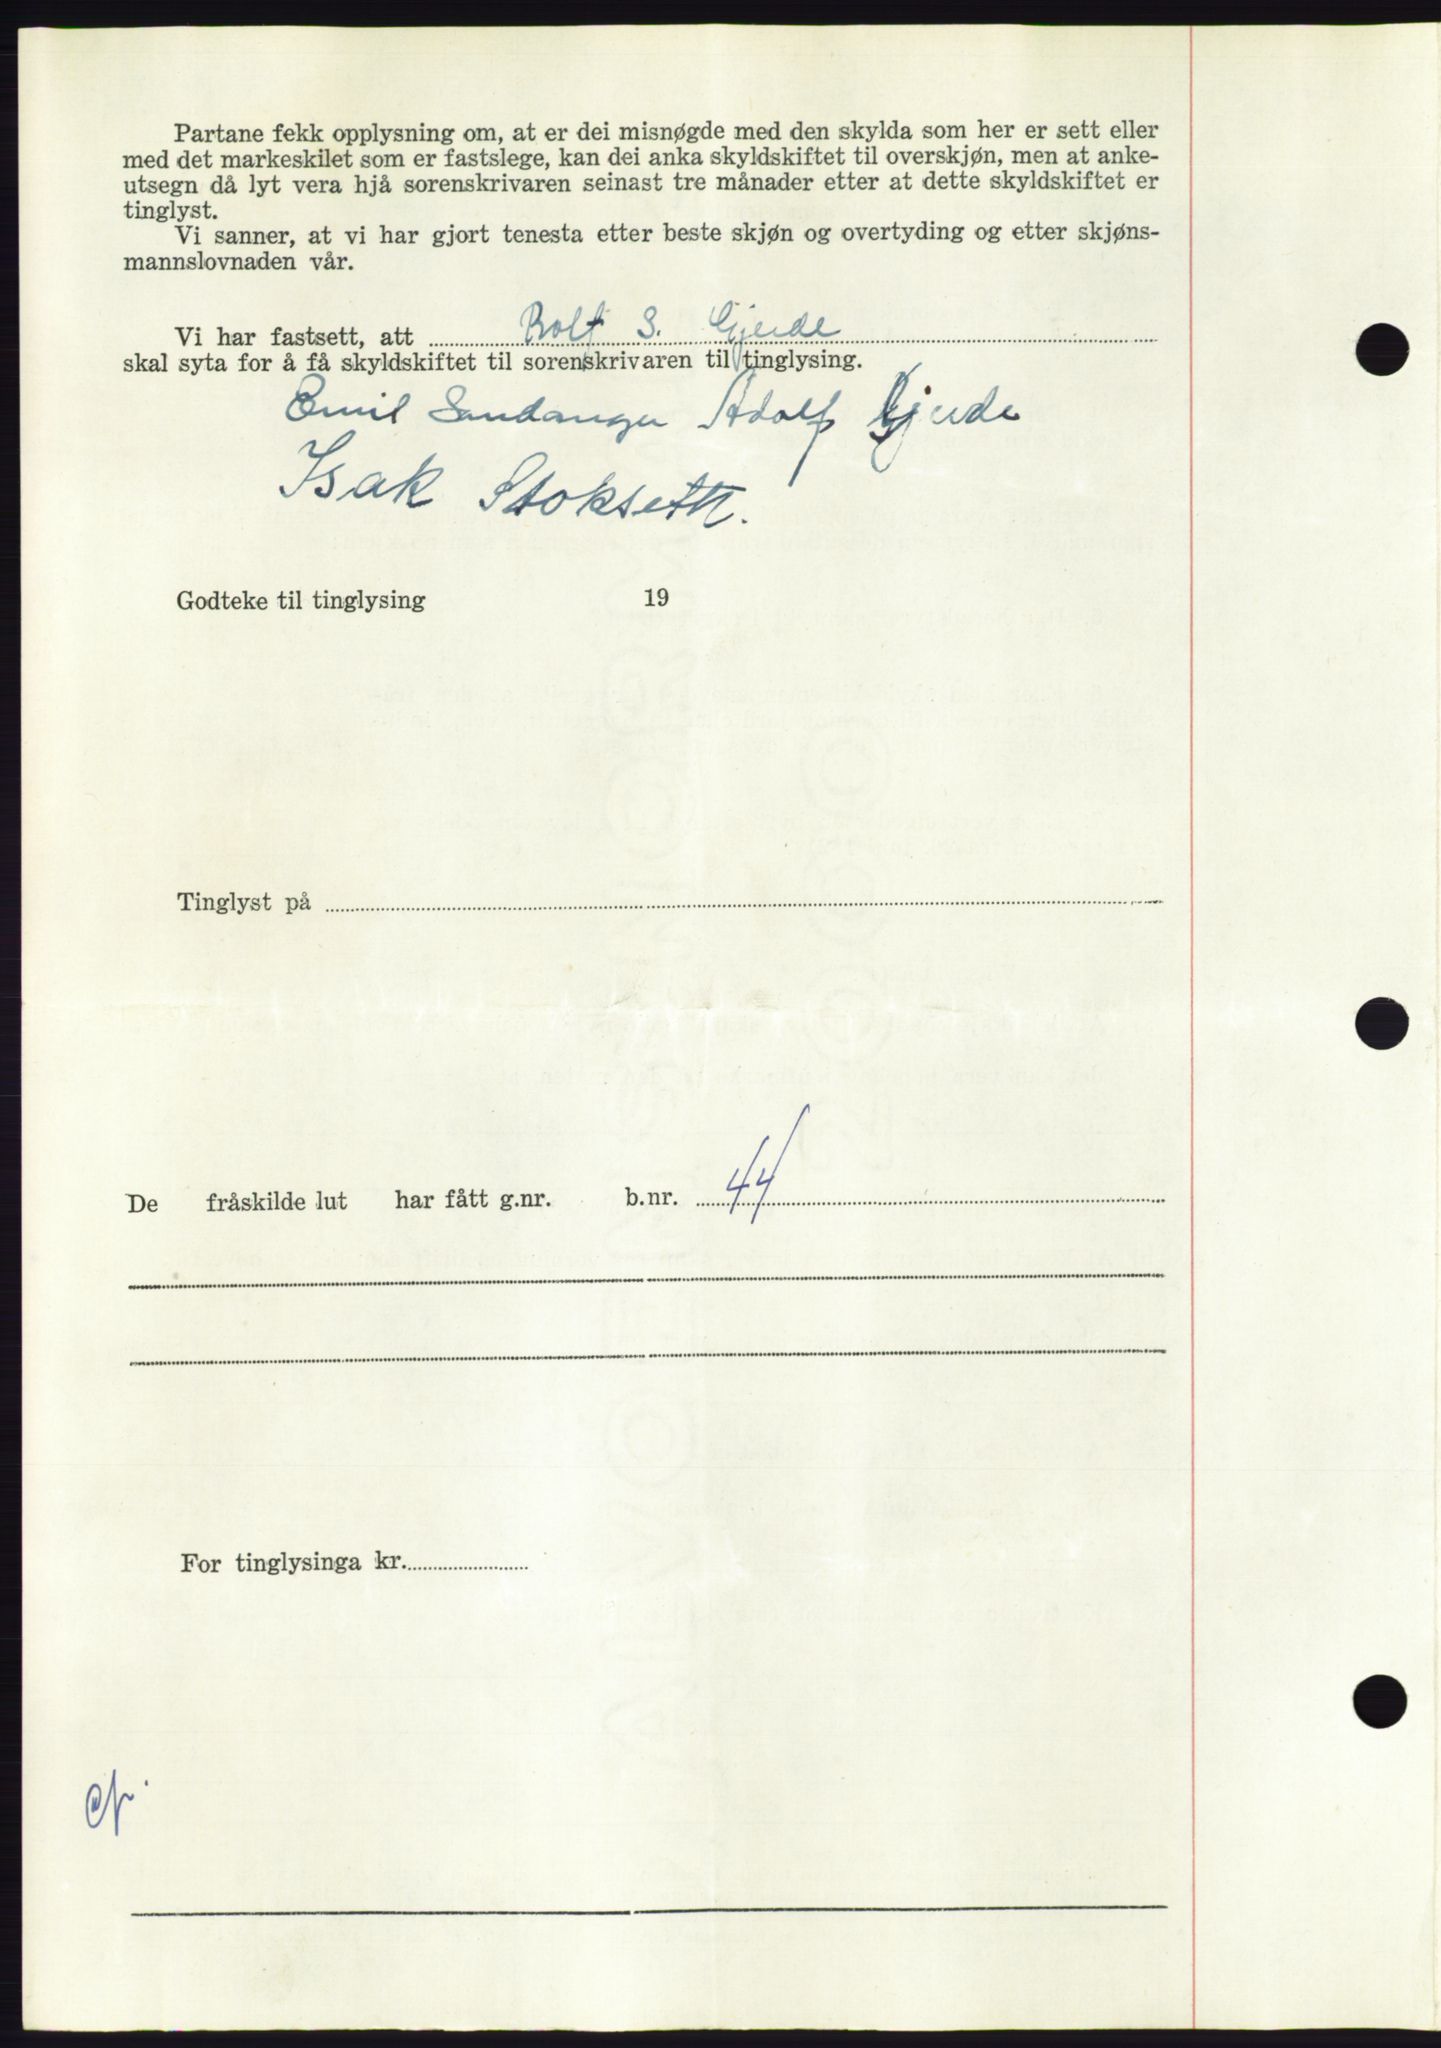 Partane fekk opplysning om, at er dei misnøgde med den skylda som her er sett eller
med det markeskilet som er fastslege, kan dei anka skyldskiftet til overskjøn, men at anke-
utsegn då lyt vera hjå sorenskrivaren seinast tre månader etter at dette skyldskiftet er
tinglyst.
Vi sanner, at vi har gjort tenesta etter beste skjøn og overtyding og etter skjøns-
mannslovnaden vår.
Vi har fastsett, att Rolf S. Gjerde
skal syta for å få skyldskiftet til sorenskrivaren til tinglysing.
Emil Sandanger Adolf Gjerde
Isak Stokseth.
Godteke til tinglysing 19
Tinglyst på
De fråskilde lut har fått g.nr. b.nr. 44
For tinglysinga kr.